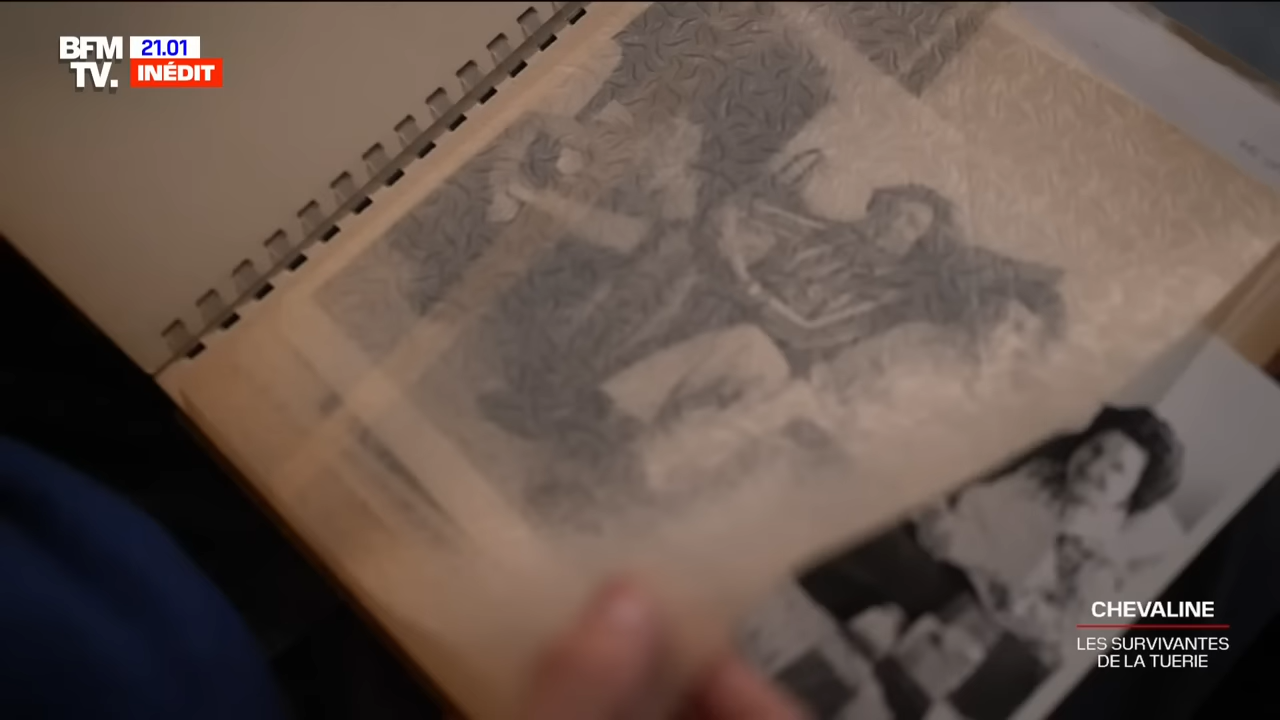 BFM
TV.
21.01
INÉDIT
CHEVALINE
LES SURVIVANTES
DE LA TUERIE